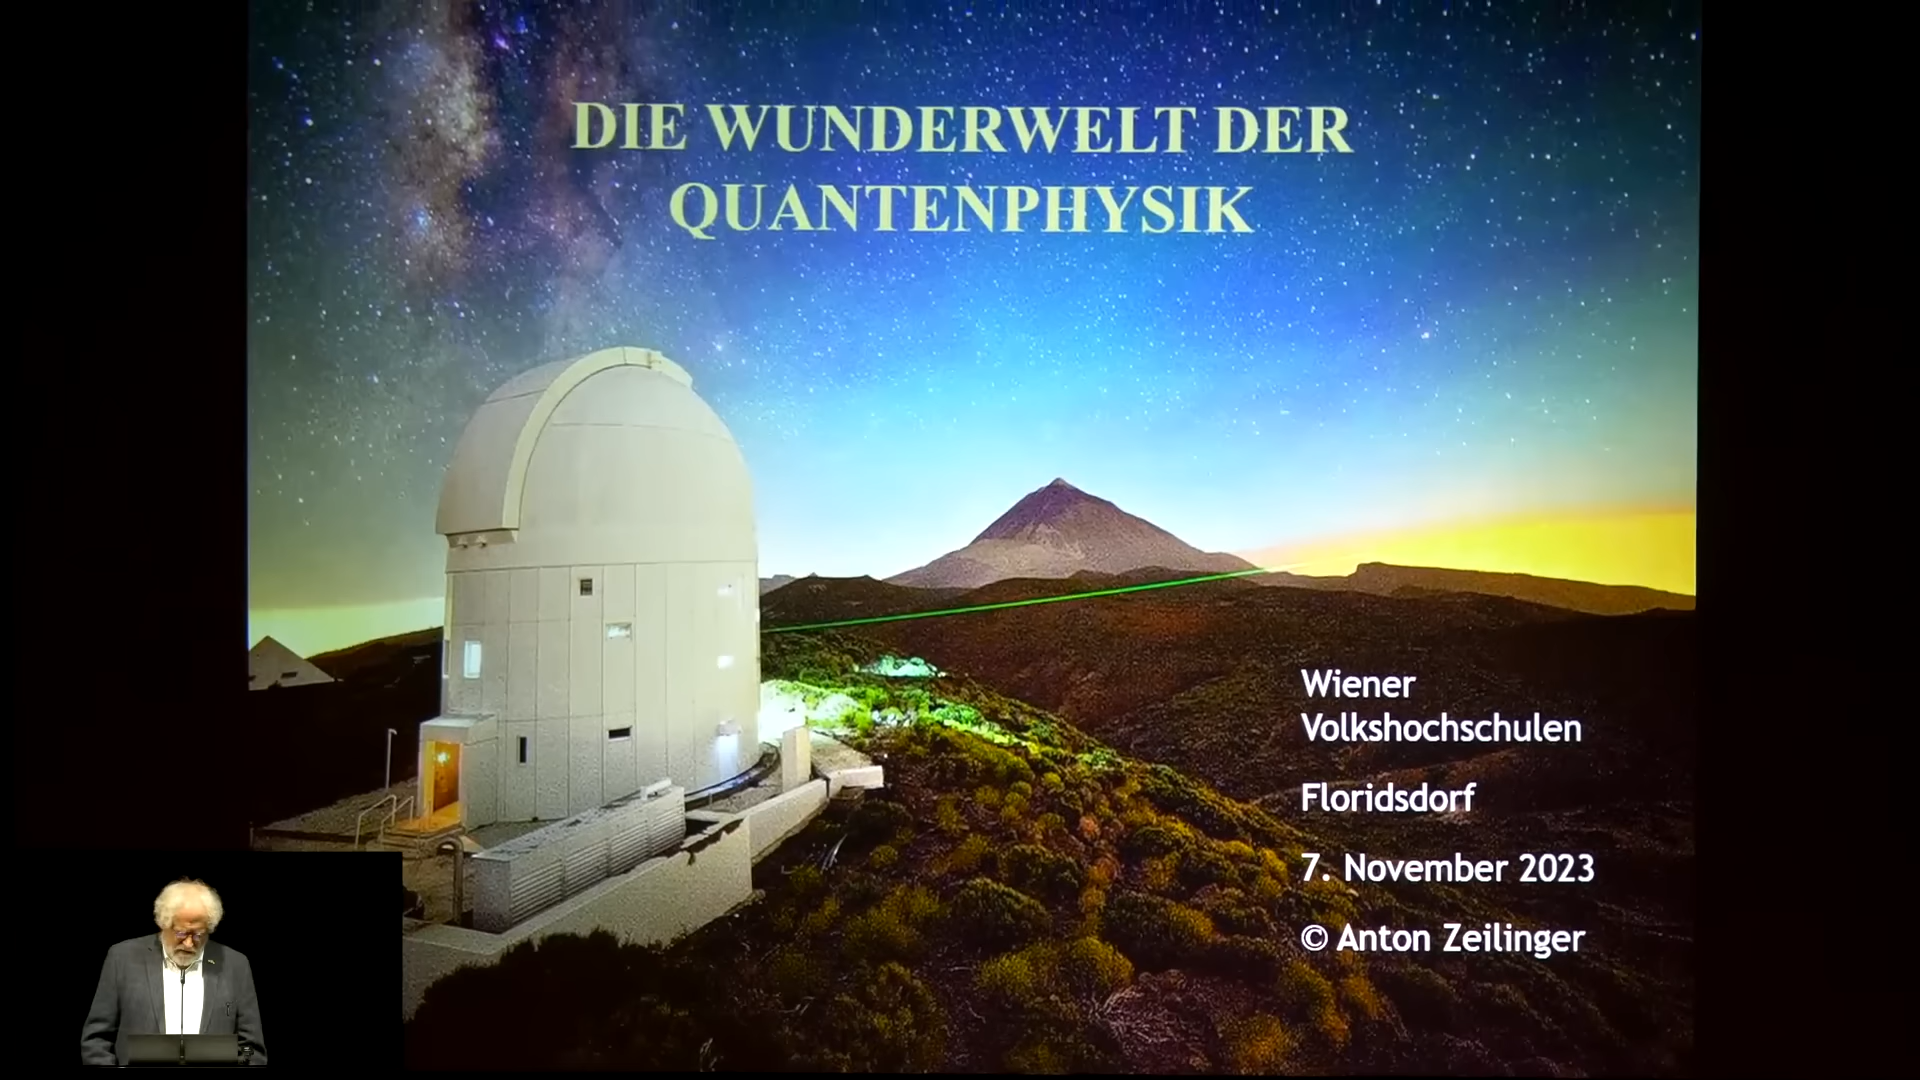 DIE WUNDERWELT DER
QUANTENPHYSIK
Wiener
Volkshochschulen
Floridsdorf
7. November 2023
© Anton Zeilinger